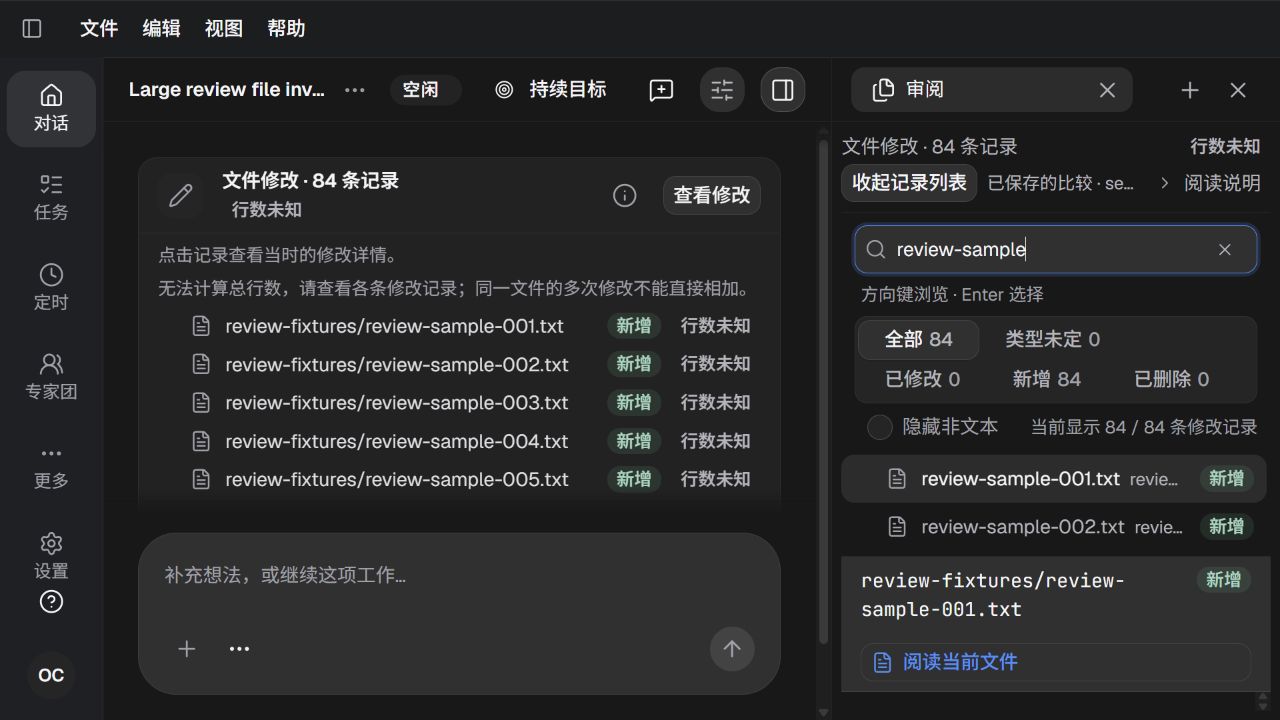 文件 编辑 视图 帮助
对话
任务
定时
专家团
更多
设置
OC
Large review file inv... 空闲 持续目标
文件修改 · 84 条记录
行数未知
查看修改
点击记录查看当时的修改详情。
无法计算总行数，请查看各条修改记录；同一文件的多次修改不能直接相加。
review-fixtures/review-sample-001.txt 新增 行数未知
review-fixtures/review-sample-002.txt 新增 行数未知
review-fixtures/review-sample-003.txt 新增 行数未知
review-fixtures/review-sample-004.txt 新增 行数未知
review-fixtures/review-sample-005.txt 新增 行数未知
补充想法，或继续这项工作...
审阅
文件修改 · 84 条记录 行数未知
收起记录列表 已保存的比较 · se... 阅读说明
review-sample
方向键浏览 · Enter 选择
全部 84 类型未定 0
已修改 0 新增 84 已删除 0
隐藏非文本 当前显示 84 / 84 条修改记录
review-sample-001.txt revie... 新增
review-sample-002.txt revie... 新增
review-fixtures/review- 新增
sample-001.txt
阅读当前文件